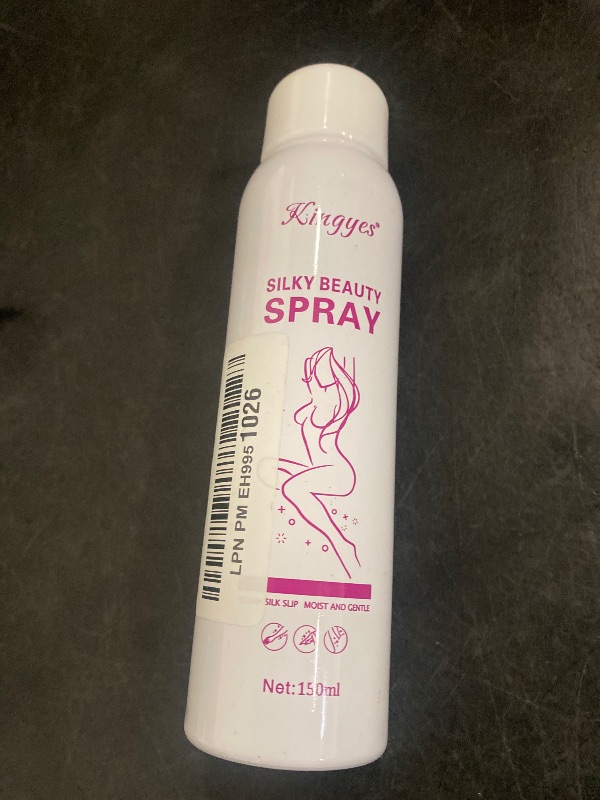 Kingyes®
SILKY BEAUTY
SPRAY
LPN PM EH9951026
SILK SLIP MOIST AND GENTLE
Net:150ml